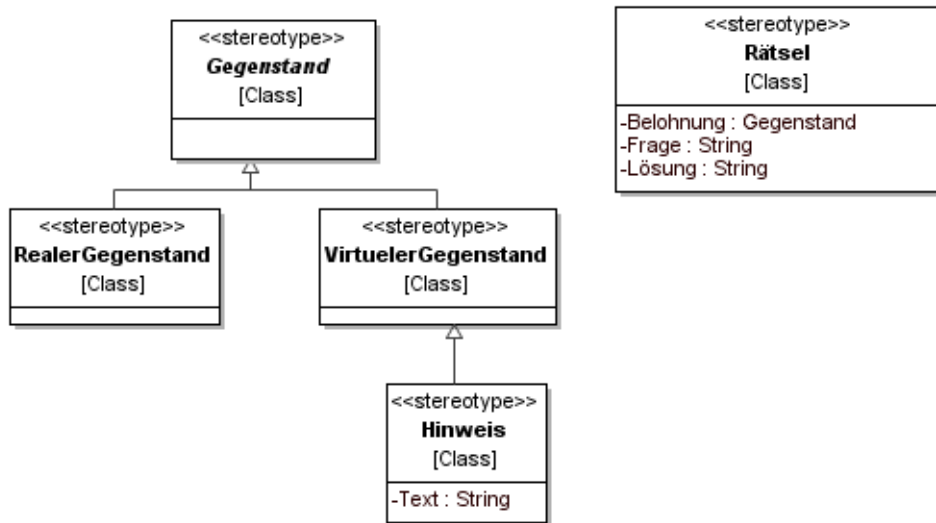 <<stereotype>>
Gegenstand
[Class]
<<stereotype>>
Rätsel
[Class]
-Belohnung : Gegenstand
-Frage : String
-Lösung : String
<<stereotype>>
RealerGegenstand
[Class]
<<stereotype>>
VirtuelerGegenstand
[Class]
<<stereotype>>
Hinweis
[Class]
-Text : String